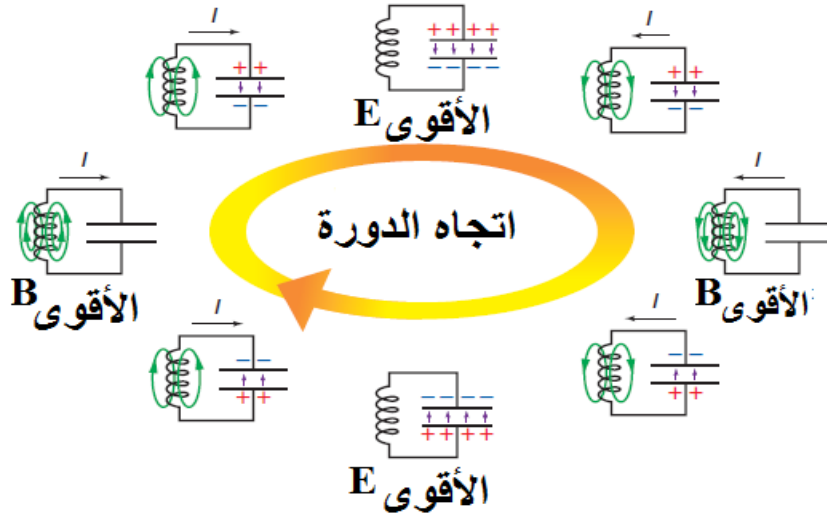 I
+ +
– –
+ + + +
– – – –
الأقوى E
I
+ +
– –
I
الأقوى B
اتجاه الدورة
I
الأقوى B
I
– –
+ +
– – – –
+ + + +
الأقوى E
I
– –
+ +